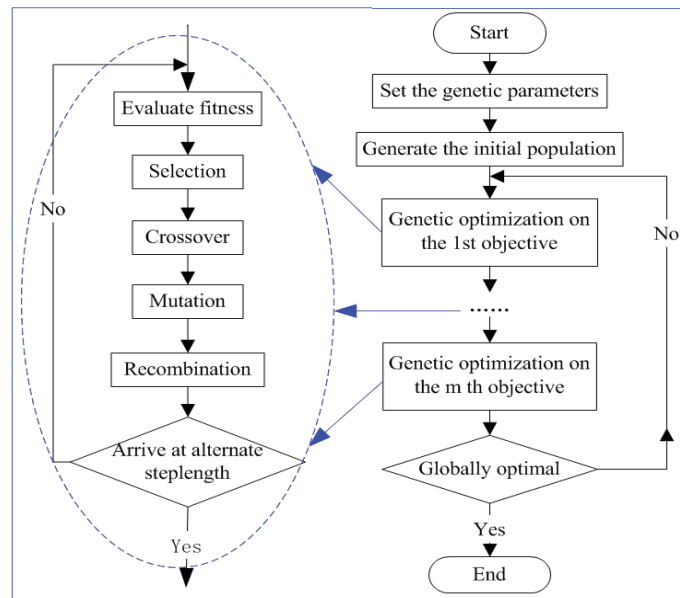 Evaluate fitness
Selection
Crossover
Mutation
Recombination
Arrive at alternate
steplength
No
Yes
Start
Set the genetic parameters
Generate the initial population
Genetic optimization on
the 1st objective
......
Genetic optimization on
the m th objective
Globally optimal
No
Yes
End